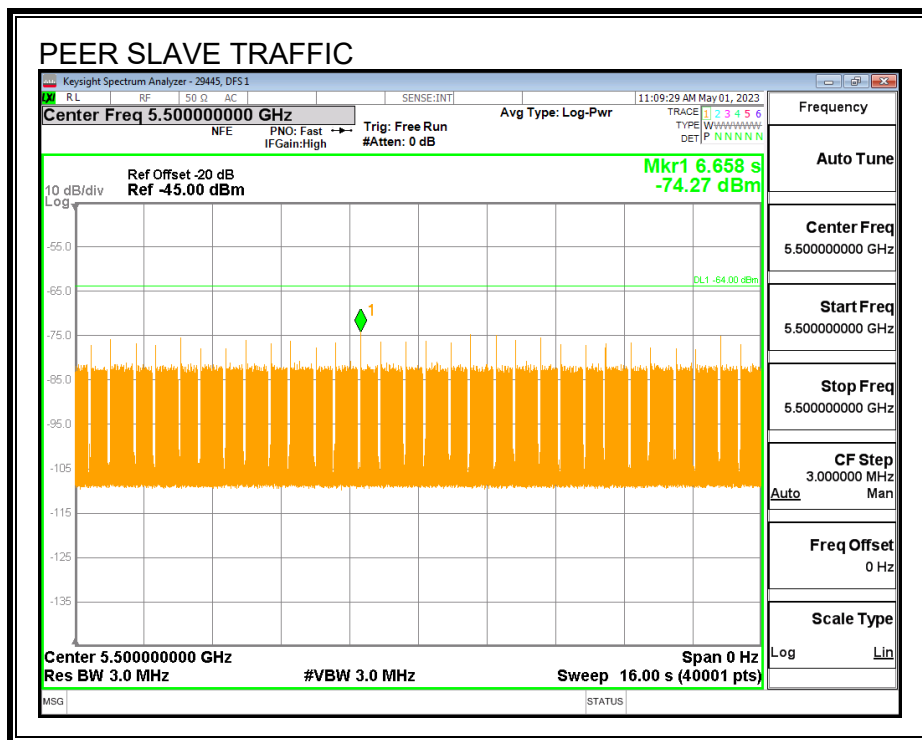 PEER SLAVE TRAFFIC
Keysight Spectrum Analyzer - 29445, DFS 1
LXI RL RF 50 Ω AC SENSE:INT 11:09:29 AM May 01, 2023
Center Freq 5.500000000 GHz Avg Type: Log-Pwr TRACE 1 2 3 4 5 6
NFE PNO: Fast Trig: Free Run TYPE WWWWWWW
IFGain:High #Atten: 0 dB DET P N N N N N
Mkr1 6.658 s
Ref Offset -20 dB
-74.27 dBm
10 dB/div Ref -45.00 dBm
Log
-55.0
DL1 -64.00 dBm
-65.0
1
-75.0
-85.0
-95.0
-105
-115
-125
-135
Center 5.500000000 GHz Span 0 Hz
Res BW 3.0 MHz #VBW 3.0 MHz Sweep 16.00 s (40001 pts)
MSG STATUS
Frequency
Auto Tune
Center Freq
5.500000000 GHz
Start Freq
5.500000000 GHz
Stop Freq
5.500000000 GHz
CF Step
3.000000 MHz
Auto Man
Freq Offset
0 Hz
Scale Type
Log Lin